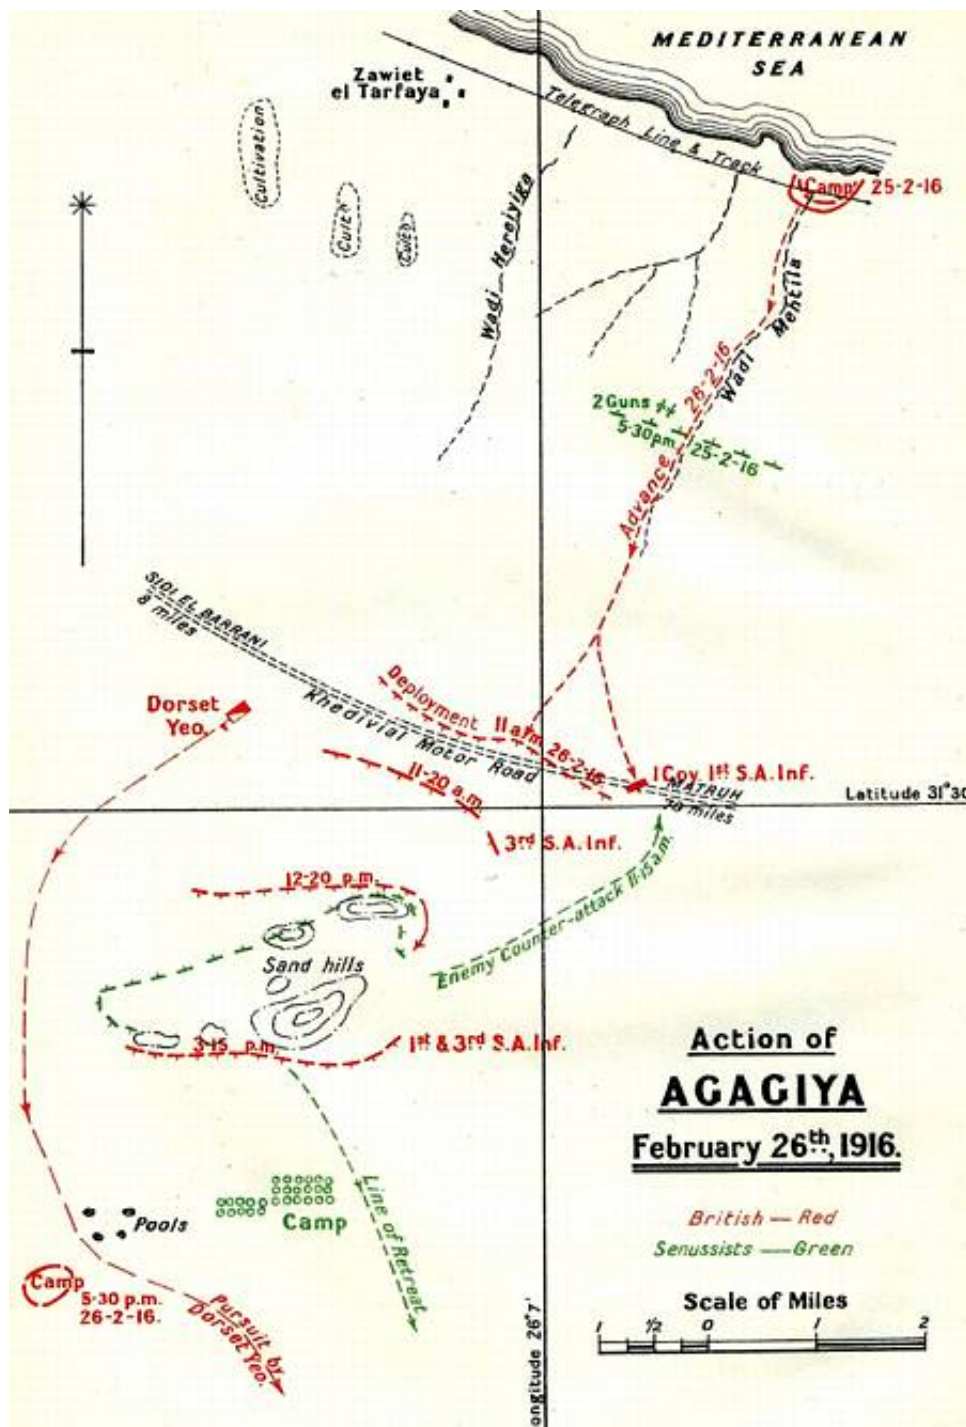 MEDITERRANEAN
SEA
Zawiet
el Tarfaya
Telegraph Line & Track
Camp 25-2-16
Cultivation
Cultn
Cultn
Wadi Hereiyiga
Wadi Mehtila
2 Guns
5·30pm. 25-2-16
Advance 26-2-16
SIDI EL BARRANI
8 miles
Dorset
Yeo.
Deployment 11 a.m. 26-2-16
Khedivial Motor Road
1 Coy. 1st S.A. Inf.
MATRUH
miles
Latitude 31°30
11-20 a.m.
3rd S.A. Inf.
12-20 p.m.
Enemy Counter-attack 11-15 a.m.
Sand hills
3-15 p.m.
1st & 3rd S.A. Inf.
Action of
AGAGIYA
February 26th, 1916.
Camp
Line of Retreat
Pools
British — Red
Senussists — Green
Camp
5-30 p.m.
26-2-16.
Pursuit by
Dorset Yeo.
Scale of Miles
1 1/2 0 1 2
ongitude 26°7'